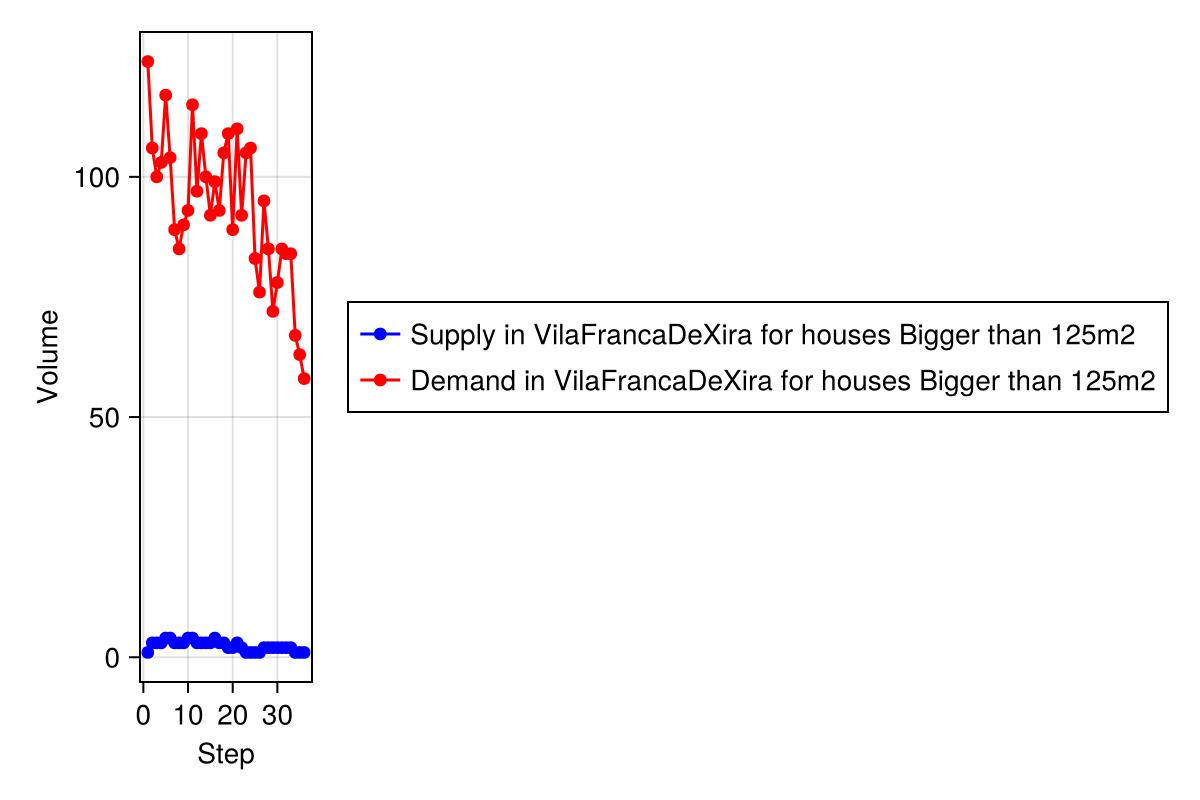 Volume
100
50
0
0 10 20 30
Step
Supply in VilaFrancaDeXira for houses Bigger than 125m2
Demand in VilaFrancaDeXira for houses Bigger than 125m2